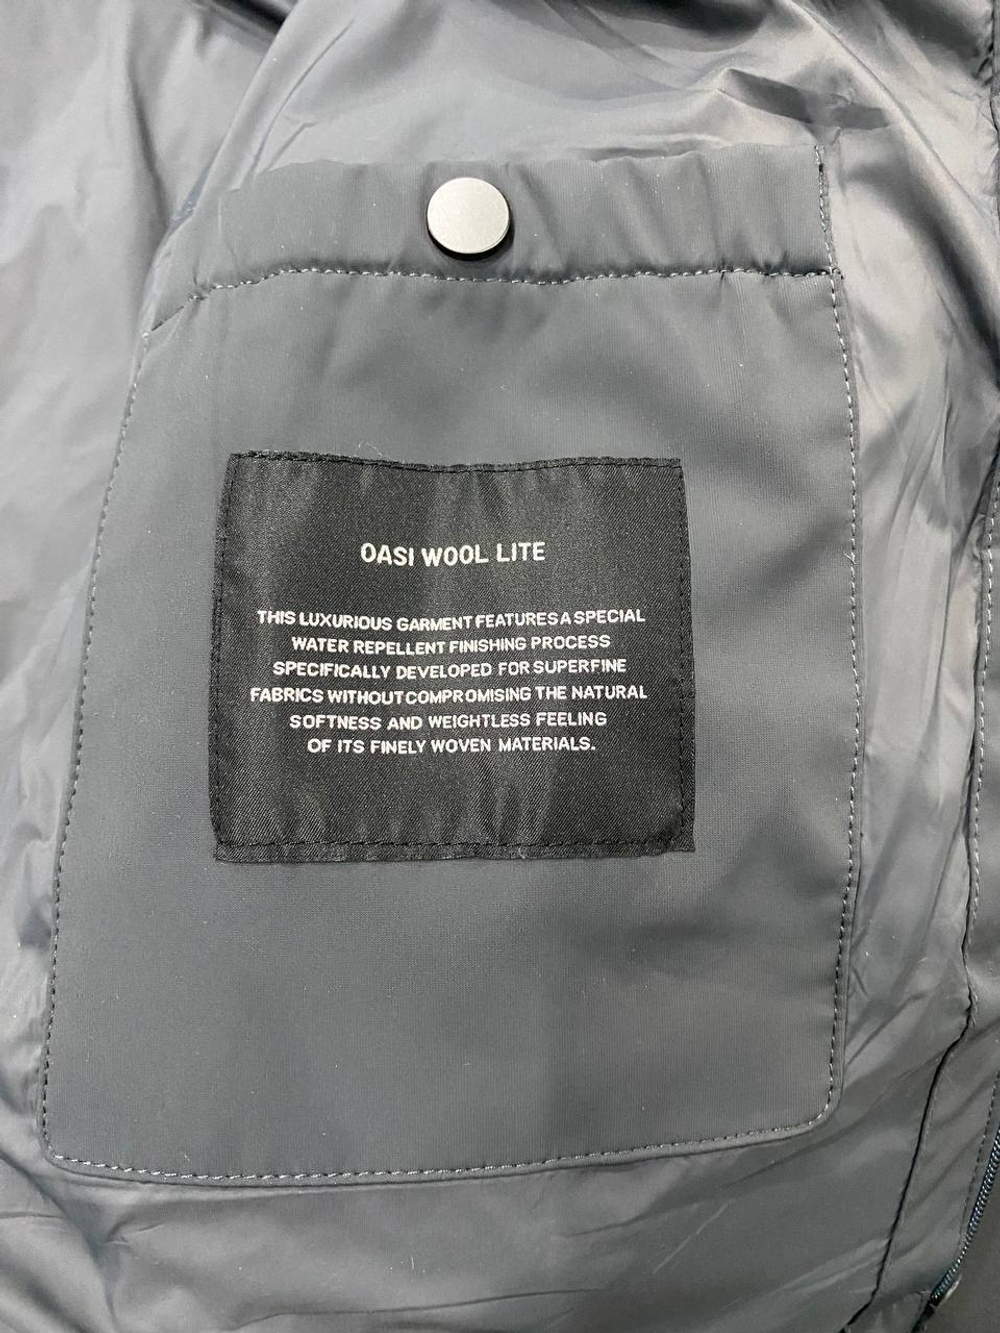 OASI WOOL LITE
THIS LUXURIOUS GARMENT FEATURES A SPECIAL
WATER REPELLENT FINISHING PROCESS
SPECIFICALLY DEVELOPED FOR SUPERFINE
FABRICS WITHOUT COMPROMISING THE NATURAL
SOFTNESS AND WEIGHTLESS FEELING
OF ITS FINELY WOVEN MATERIALS.